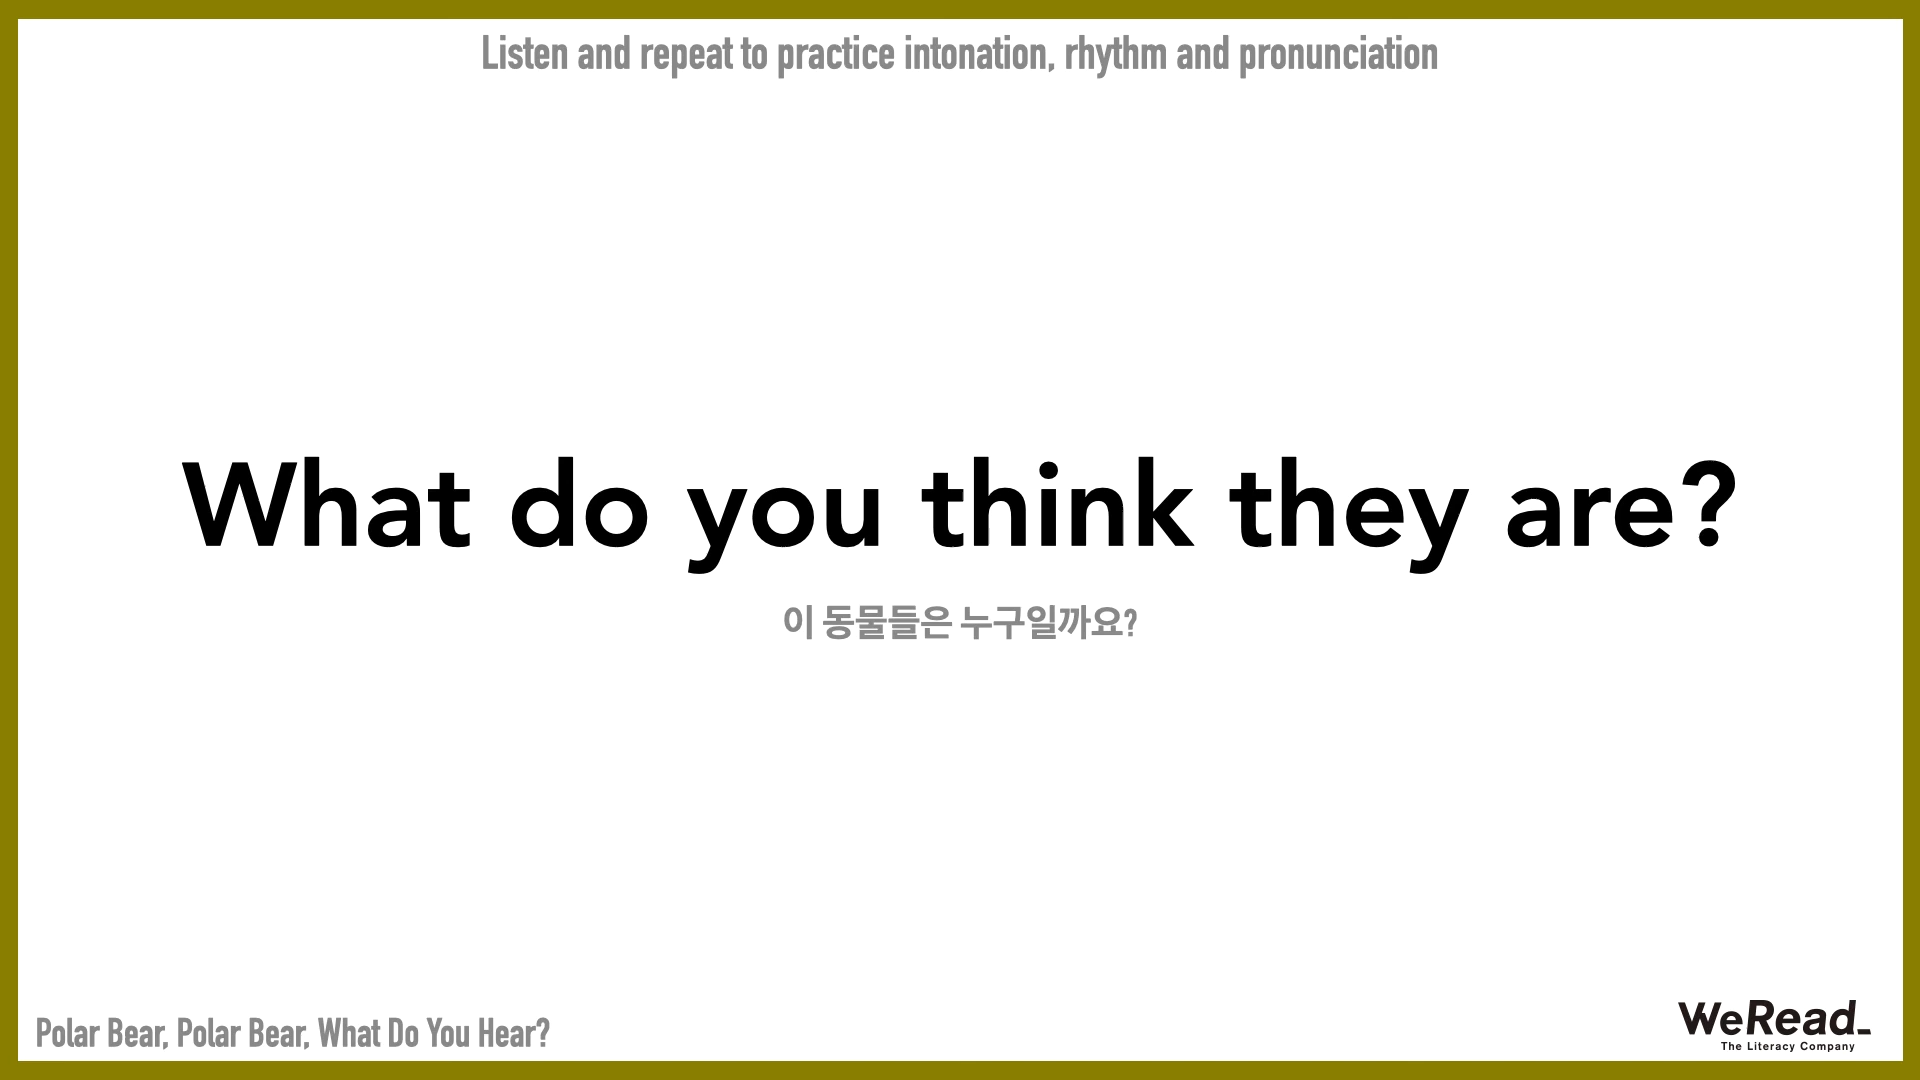 Listen and repeat to practice intonation, rhythm and pronunciation
What do you think they are?
이 동물들은 누구일까요?
Polar Bear, Polar Bear, What Do You Hear?
WeRead_
The Literacy Company